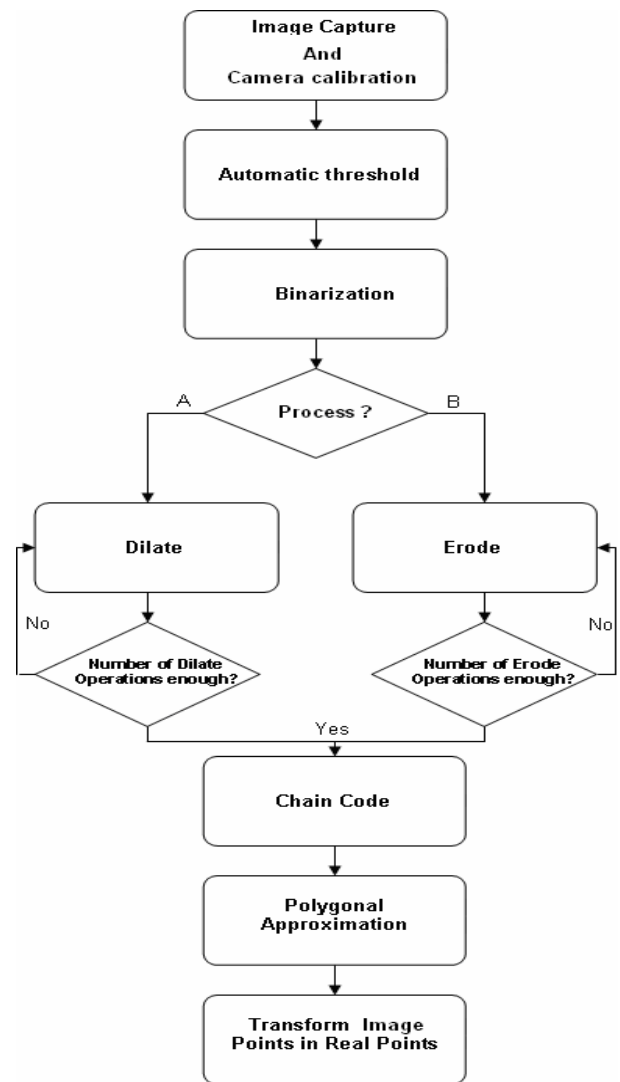 Image Capture
And
Camera calibration
Automatic threshold
Binarization
Process ?
A
B
Dilate
Erode
No
No
Number of Dilate
Operations enough?
Number of Erode
Operations enough?
Yes
Chain Code
Polygonal
Approximation
Transform Image
Points in Real Points